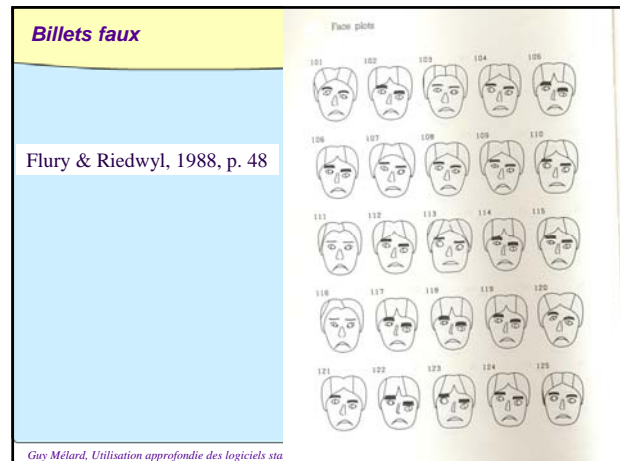 Billets faux
Flury & Riedwyl, 1988, p. 48
Face plots
101 102 103 104 105
106 107 108 109 110
111 112 113 114 115
116 117 118 119 120
121 122 123 124 125
Guy Mélard, Utilisation approfondie des logiciels sta